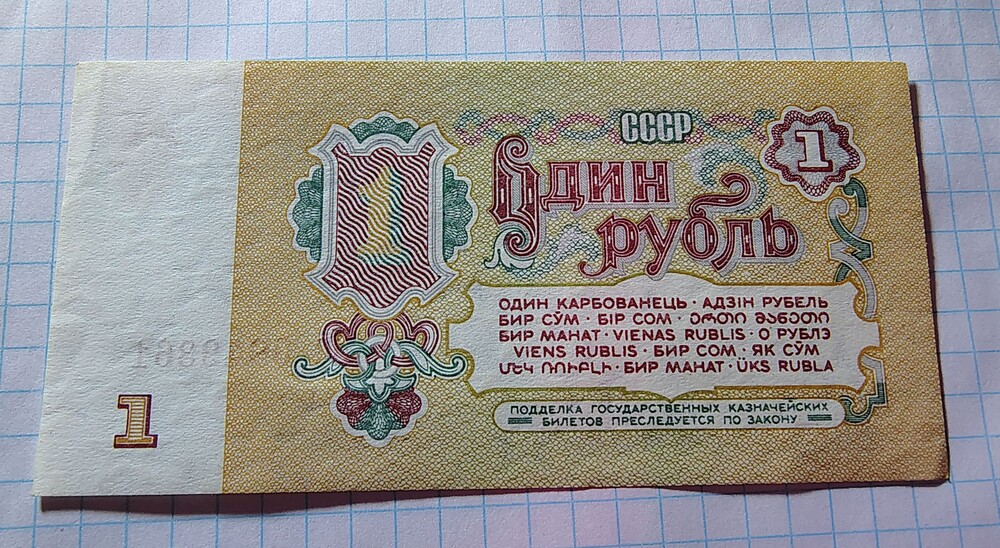 СССР
1
1
Один
рубль
ОДИН КАРБОВАНЕЦЬ · АДЗІН РУБЕЛЬ
БИР СЎМ · БІР СОМ · ᲔᲠᲗᲘ ᲛᲐᲜᲔᲗᲘ
БИР МАНАТ · VIENAS RUBLIS · О РУБЛЭ
VIENS RUBLIS · БИР СОМ · ЯК СӮМ
ՄԵԿ ՌՈՒԲԼԻ · БИР МАНАТ · ÜKS RUBLA
1
ПОДДЕЛКА ГОСУДАРСТВЕННЫХ КАЗНАЧЕЙСКИХ
БИЛЕТОВ ПРЕСЛЕДУЕТСЯ ПО ЗАКОНУ